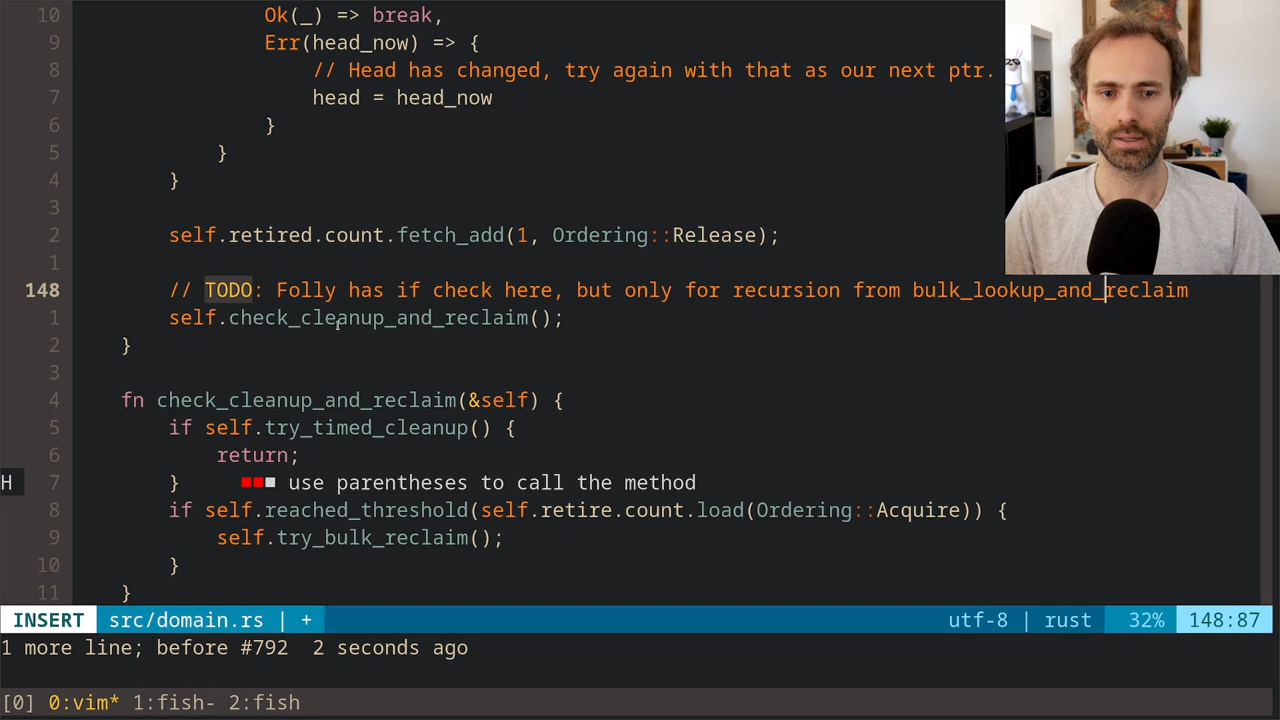 10 Ok(_) => break,
9 Err(head_now) => {
8 // Head has changed, try again with that as our next ptr.
7 head = head_now
6 }
5 }
4 }
3
2 self.retired.count.fetch_add(1, Ordering::Release);
1
148 // TODO: Folly has if check here, but only for recursion from bulk_lookup_and_reclaim
1 self.check_cleanup_and_reclaim();
2 }
3
4 fn check_cleanup_and_reclaim(&self) {
5 if self.try_timed_cleanup() {
6 return;
H 7 } ■■■ use parentheses to call the method
8 if self.reached_threshold(self.retire.count.load(Ordering::Acquire)) {
9 self.try_bulk_reclaim();
10 }
11 }
INSERT src/domain.rs | + utf-8 | rust 32% 148:87
1 more line; before #792 2 seconds ago
[0] 0:vim* 1:fish- 2:fish